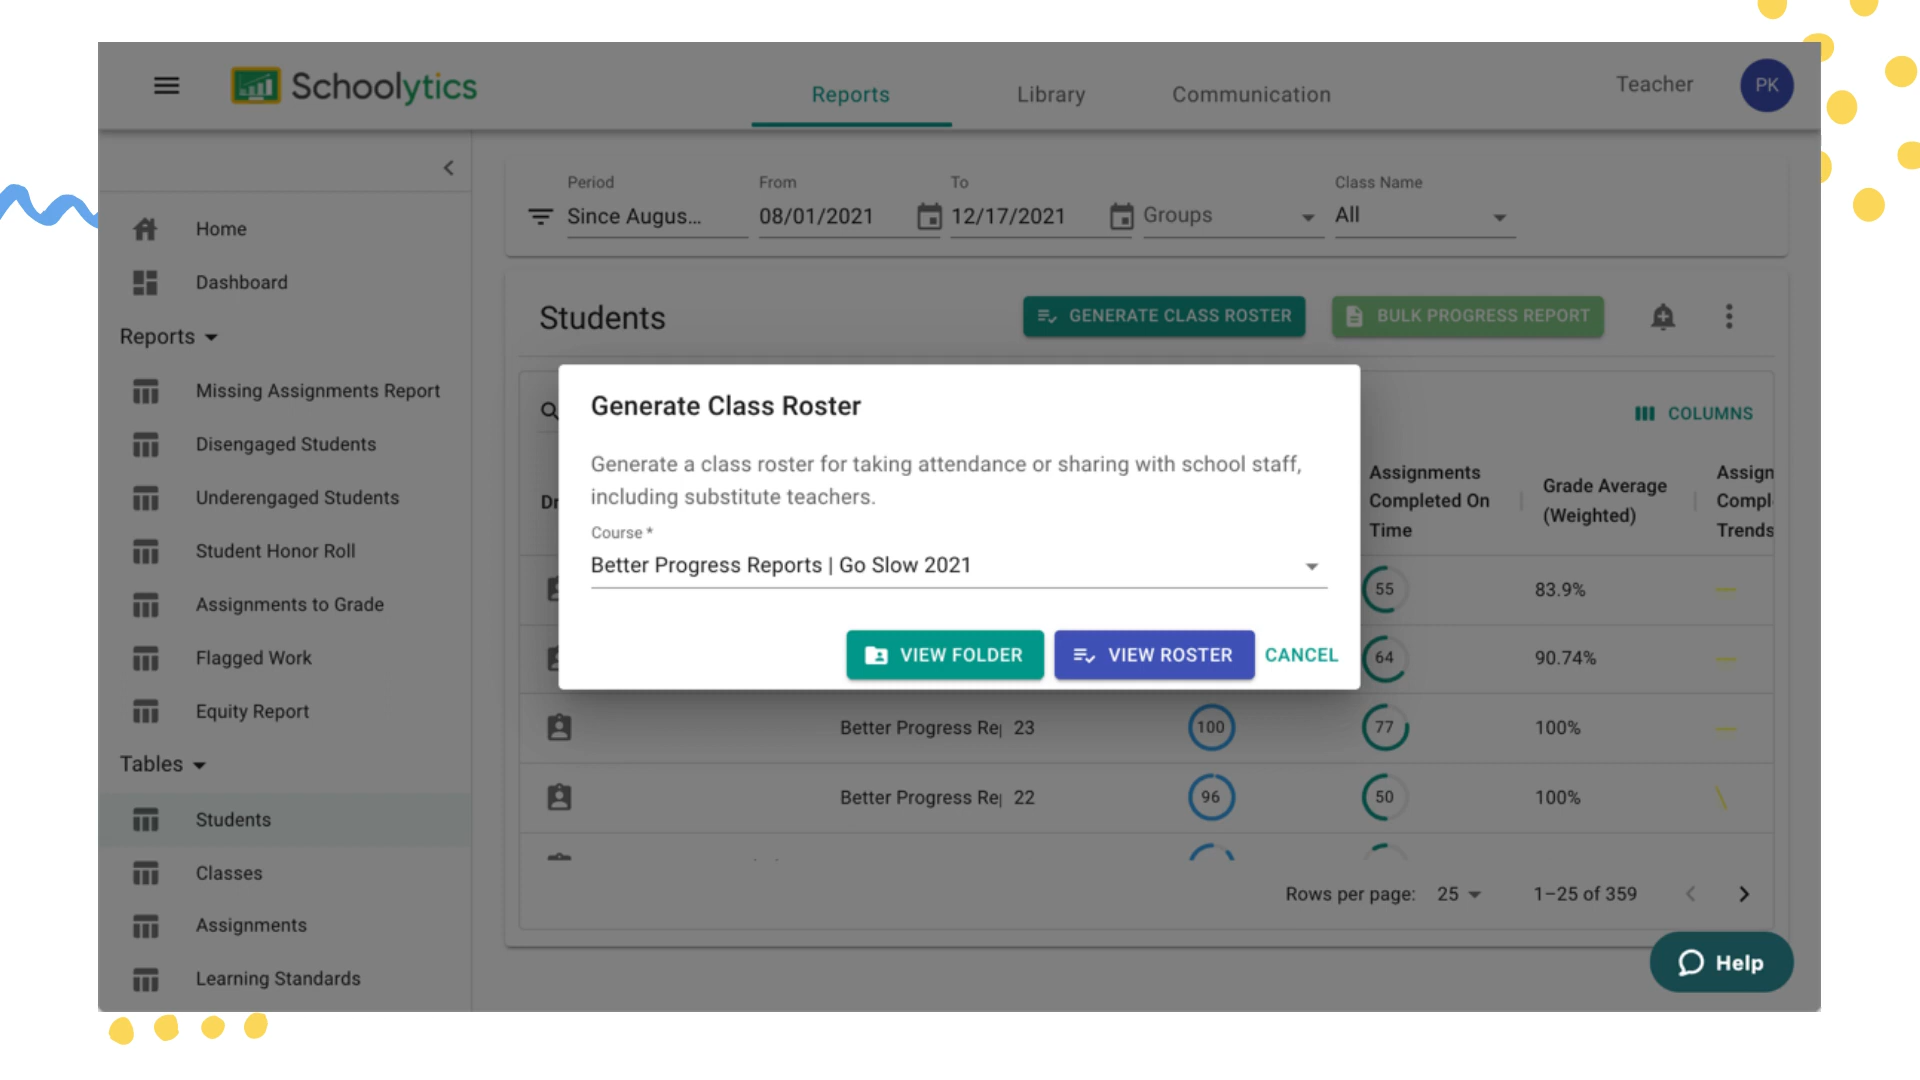 Schoolytics
Reports
Library
Communication
Teacher
PK
Period
Since Augus...
From
08/01/2021
To
12/17/2021
Groups
Class Name
All
Home
Dashboard
Reports
Missing Assignments Report
Disengaged Students
Underengaged Students
Student Honor Roll
Assignments to Grade
Flagged Work
Equity Report
Tables
Students
Classes
Assignments
Learning Standards
Students
GENERATE CLASS ROSTER
BULK PROGRESS REPORT
COLUMNS
Generate Class Roster
Generate a class roster for taking attendance or sharing with school staff,
including substitute teachers.
Course *
Better Progress Reports | Go Slow 2021
VIEW FOLDER
VIEW ROSTER
CANCEL
Assignments
Completed On
Time
Grade Average
(Weighted)
Assign
Compl
Trends
55 83.9%
64 90.74%
Better Progress Re 23 100 77 100%
Better Progress Re 22 96 50 100%
Rows per page: 25 1–25 of 359
Help